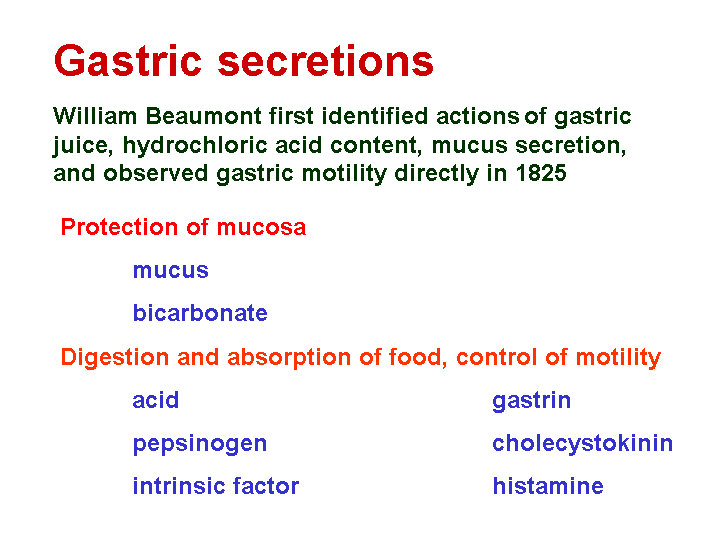 Gastric secretions
William Beaumont first identified actions of gastric
juice, hydrochloric acid content, mucus secretion,
and observed gastric motility directly in 1825
Protection of mucosa
mucus
bicarbonate
Digestion and absorption of food, control of motility
acid gastrin
pepsinogen cholecystokinin
intrinsic factor histamine